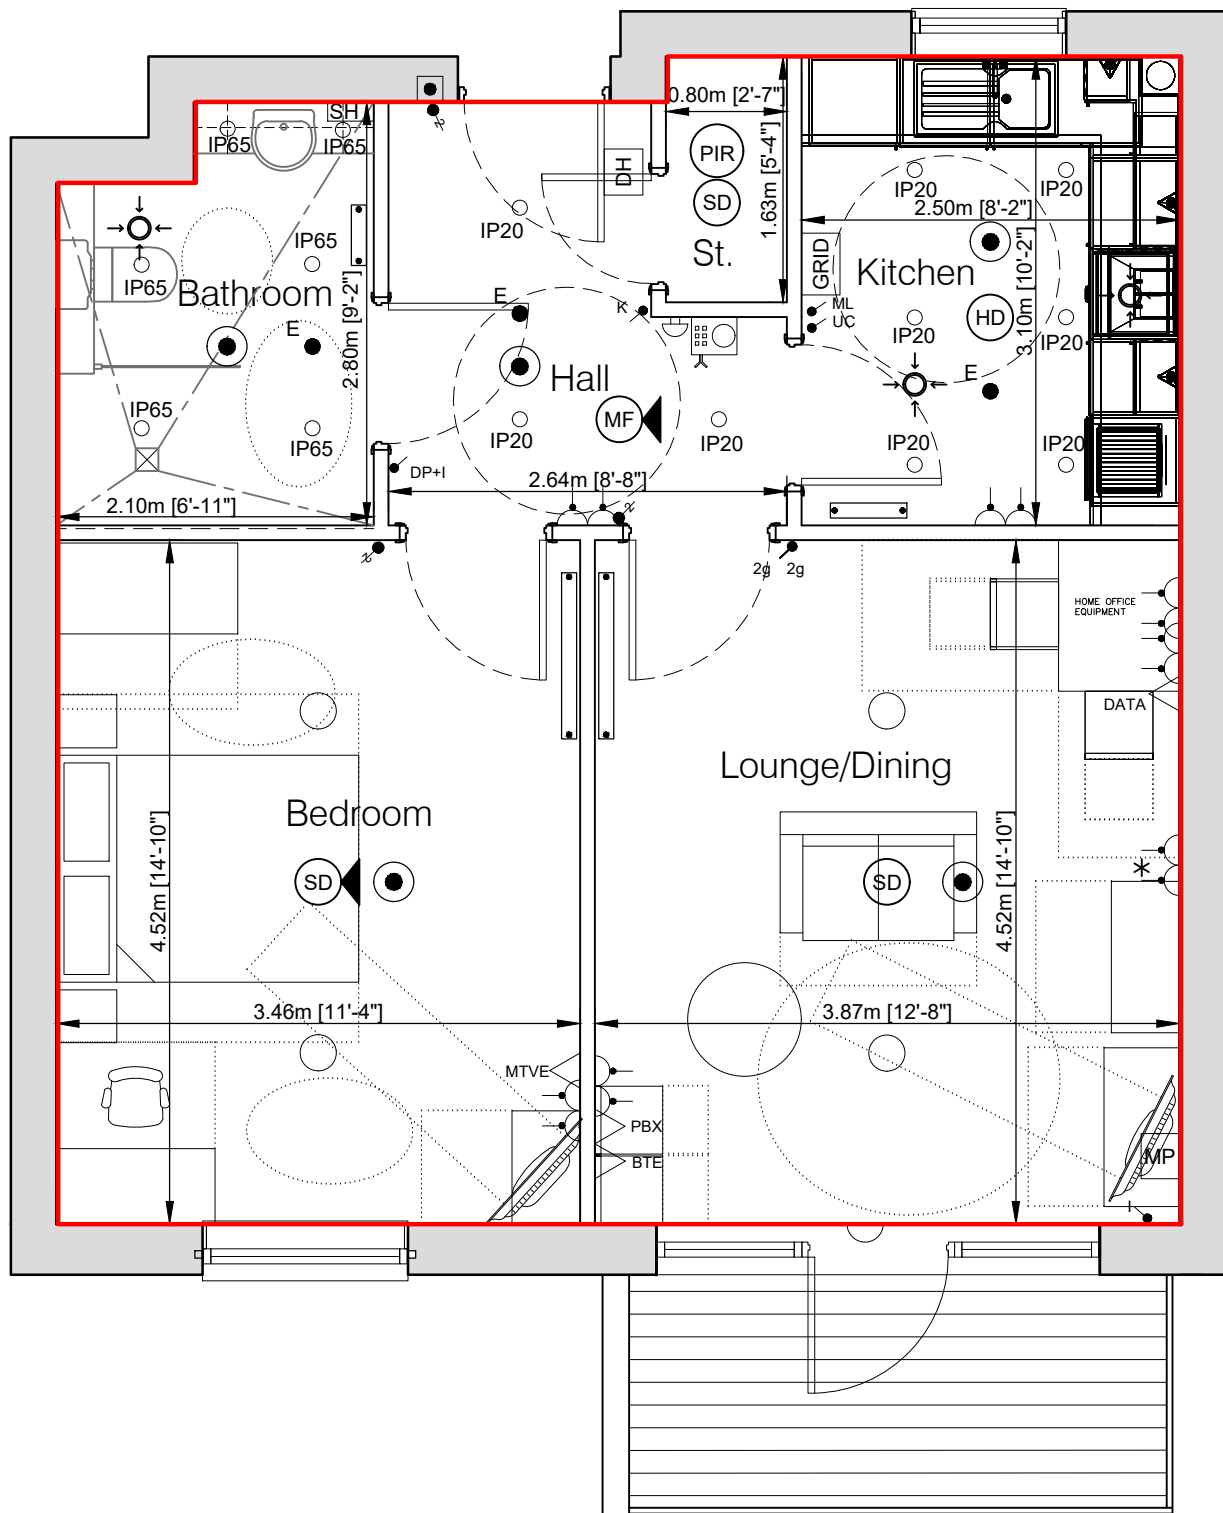 0.80m [2'-7"]
SH
2
IP65
IP65
DH
PIR
SD
1.63m [5'-4"]
St.
IP20
IP20
IP20
2.50m [8'-2"]
GRID
Kitchen
3.10m [10'-2"]
IP65
IP65
Bathroom
2.80m [9'-2"]
E
E
K
ML
UC
HD
IP20
IP20
E
Hall
MF
IP65
IP65
IP20
IP20
IP20
IP20
DP+I
2.64m [8'-8"]
2.10m [6'-11"]
2
2
2g
2g
HOME OFFICE
EQUIPMENT
DATA
Lounge/Dining
Bedroom
SD
SD
*
4.52m [14'-10"]
4.52m [14'-10"]
3.46m [11'-4"]
3.87m [12'-8"]
MTVE
PBX
BTE
MP
I